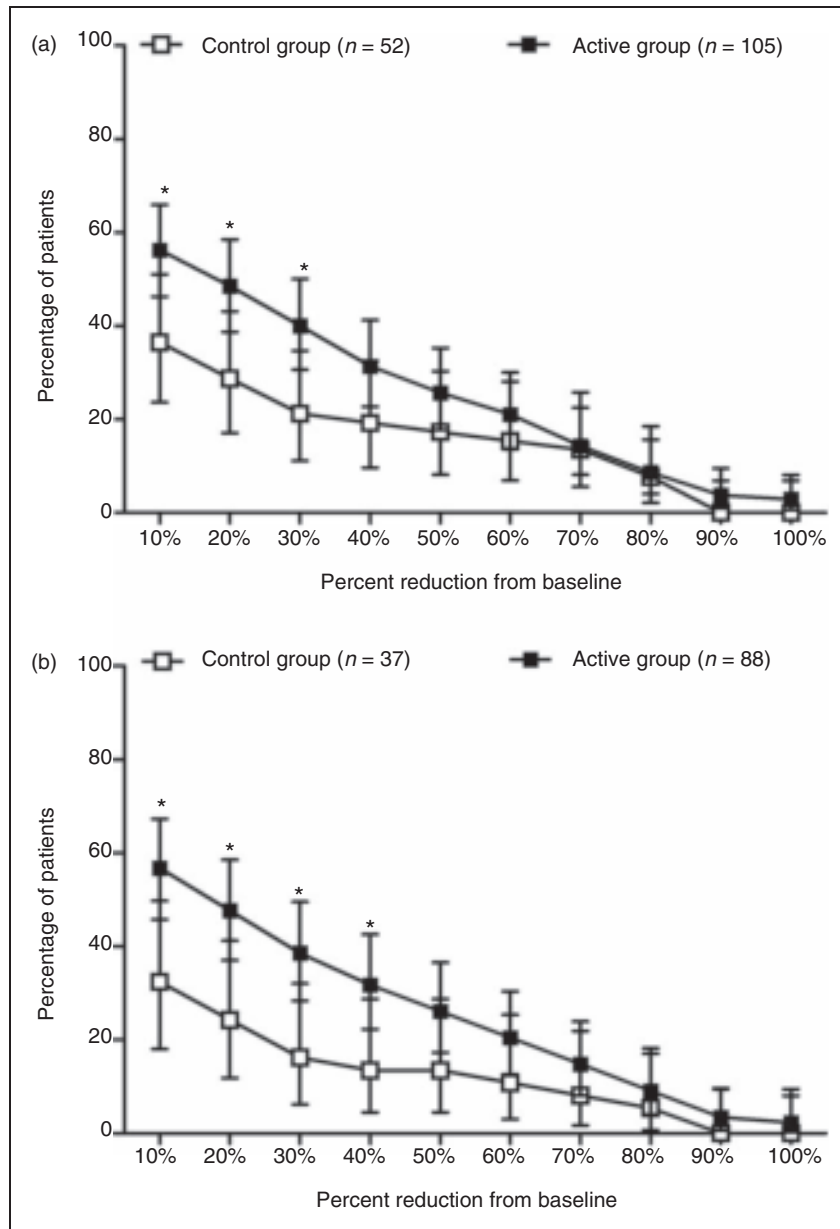 (a) 100 Control group (n = 52) Active group (n = 105)
80
60
40
20
0
* * *
Percentage of patients
10% 20% 30% 40% 50% 60% 70% 80% 90% 100%
Percent reduction from baseline
(b) 100 Control group (n = 37) Active group (n = 88)
80
60
40
20
0
* * * *
Percentage of patients
10% 20% 30% 40% 50% 60% 70% 80% 90% 100%
Percent reduction from baseline